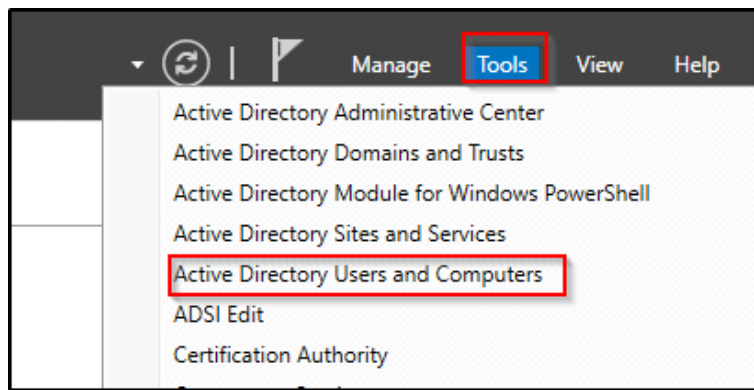 Manage Tools View Help
Active Directory Administrative Center
Active Directory Domains and Trusts
Active Directory Module for Windows PowerShell
Active Directory Sites and Services
Active Directory Users and Computers
ADSI Edit
Certification Authority